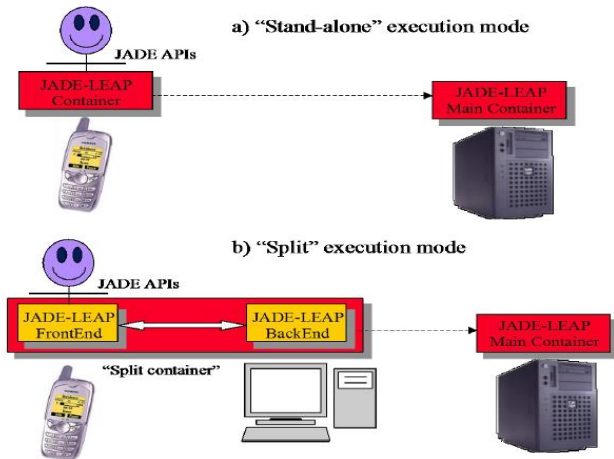 a) “Stand-alone” execution mode
JADE APIs
JADE-LEAP
Container
JADE-LEAP
Main Container
b) “Split” execution mode
JADE APIs
JADE-LEAP
FrontEnd
JADE-LEAP
BackEnd
JADE-LEAP
Main Container
“Split container”